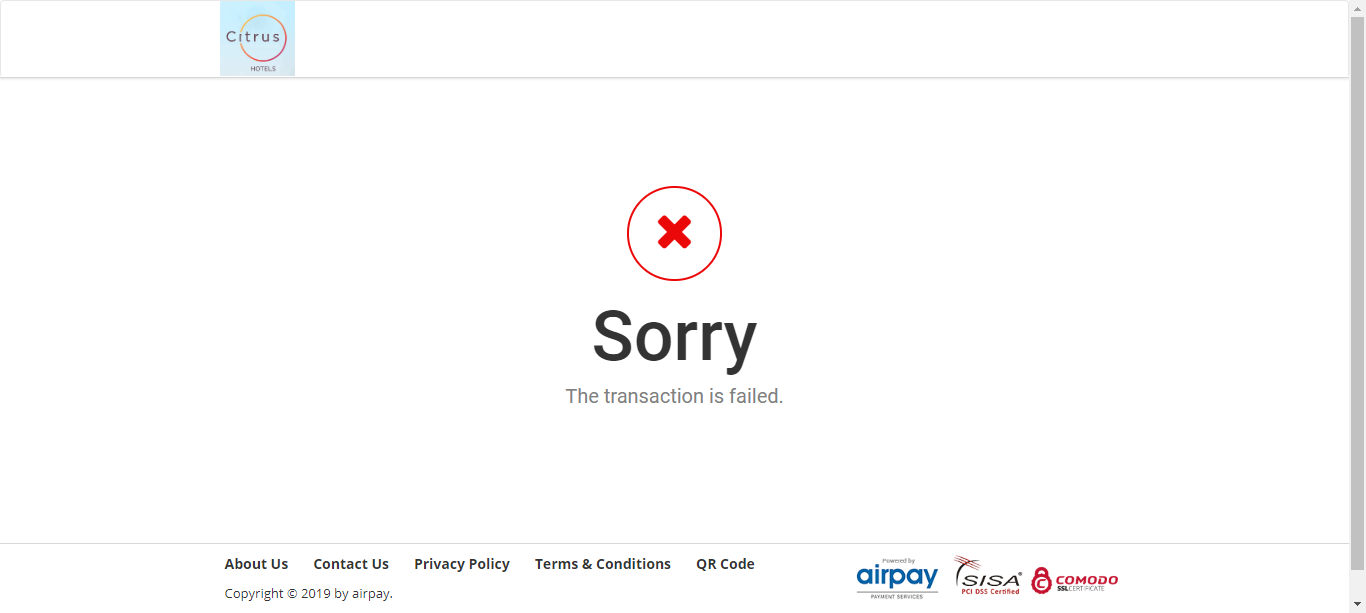 Citrus
HOTELS
Sorry
The transaction is failed.
About Us Contact Us Privacy Policy Terms & Conditions QR Code
Copyright © 2019 by airpay.
Powered by
airpay
PAYMENT SERVICES
SISA
PCI DSS Certified
COMODO
SSL CERTIFICATE